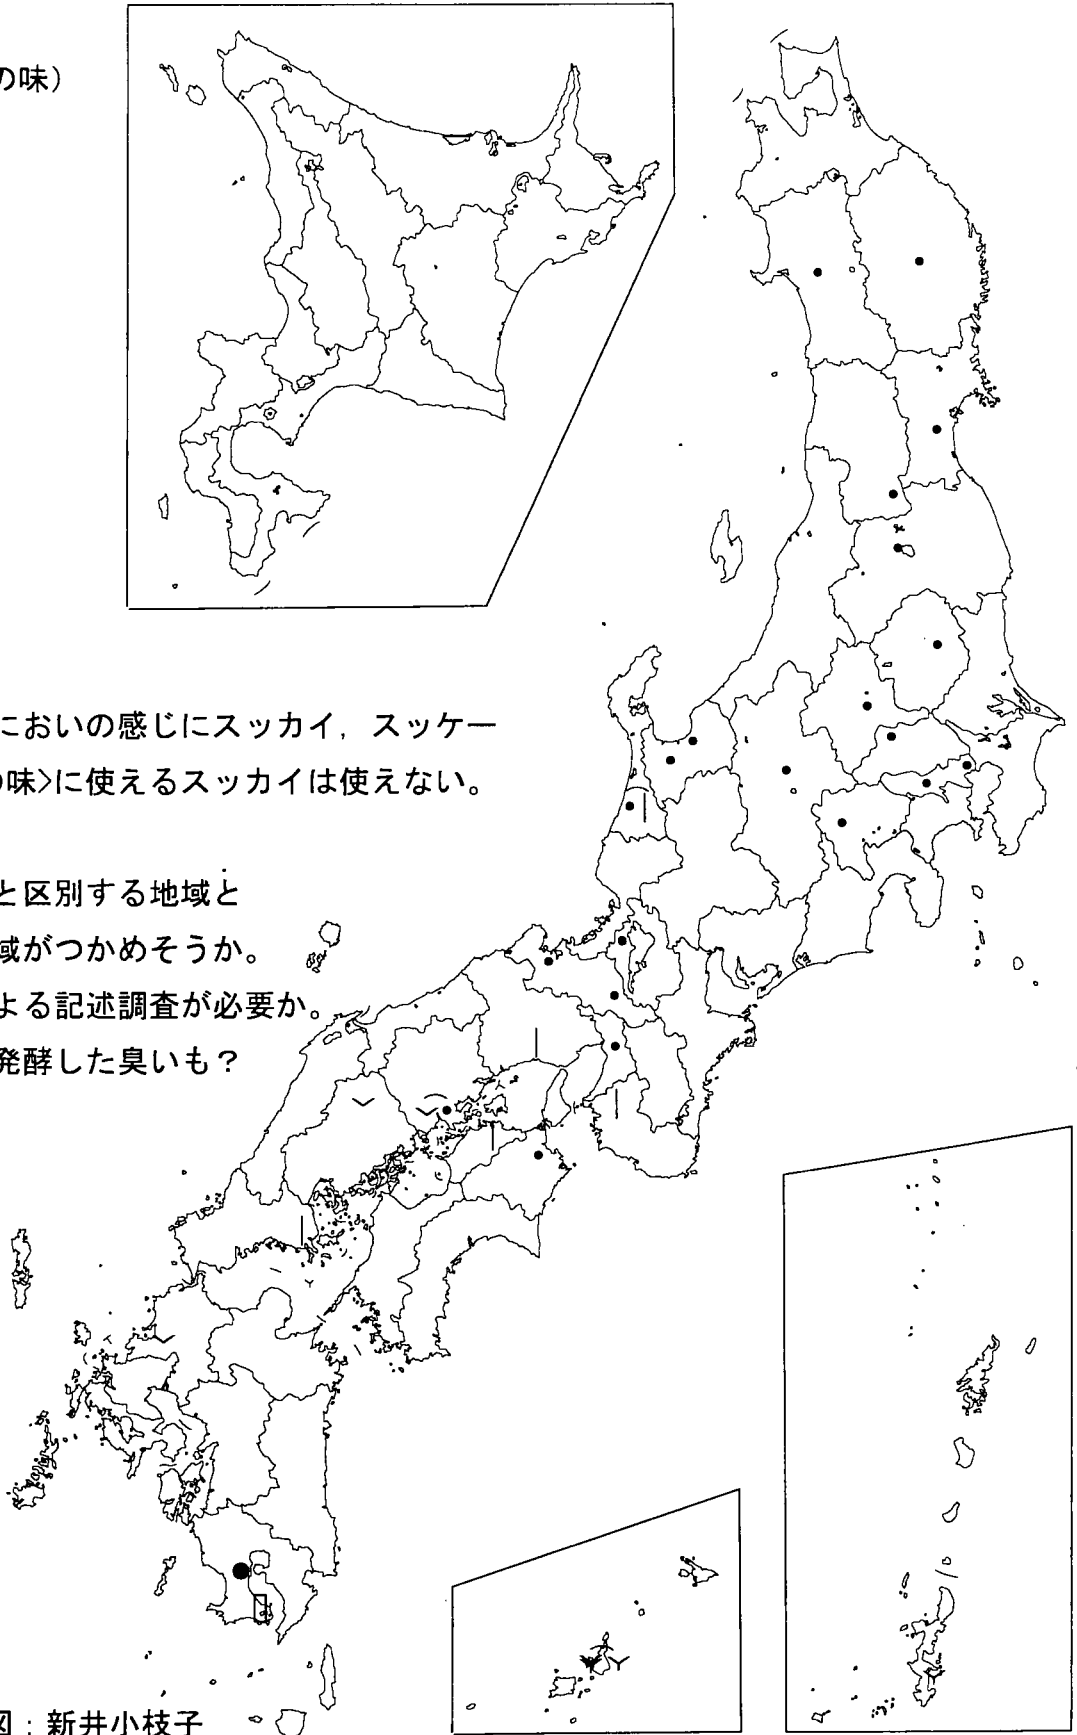 の味）
においの感じにスッカイ，スッケー
の味>に使えるスッカイは使えない。
と区別する地域と
域がつかめそうか。
よる記述調査が必要か。
発酵した臭いも？
図：新井小枝子